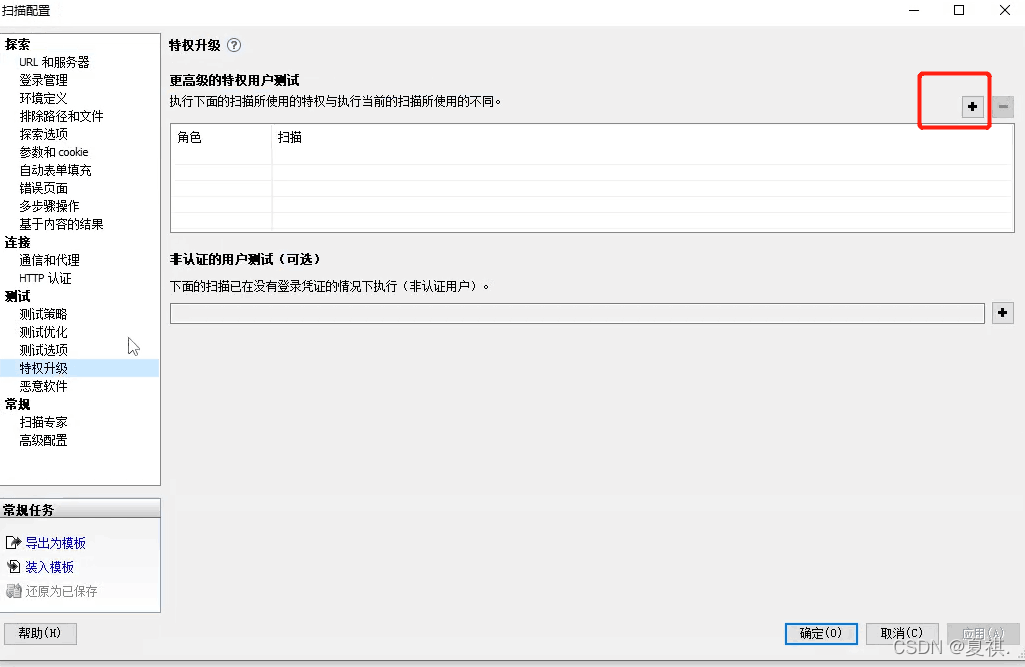 扫描配置
探索
URL 和服务器
登录管理
环境定义
排除路径和文件
探索选项
参数和 cookie
自动表单填充
错误页面
多步骤操作
基于内容的结果
连接
通信和代理
HTTP 认证
测试
测试策略
测试优化
测试选项
特权升级
恶意软件
常规
扫描专家
高级配置
常规任务
导出为模板
装入模板
还原为已保存
帮助(H)
特权升级 ?
更高级的特权用户测试
执行下面的扫描所使用的特权与执行当前的扫描所使用的不同。
角色 扫描
非认证的用户测试（可选）
下面的扫描已在没有登录凭证的情况下执行（非认证用户）。
确定(O) 取消(C) 应用(A)
CSDN @夏祺.